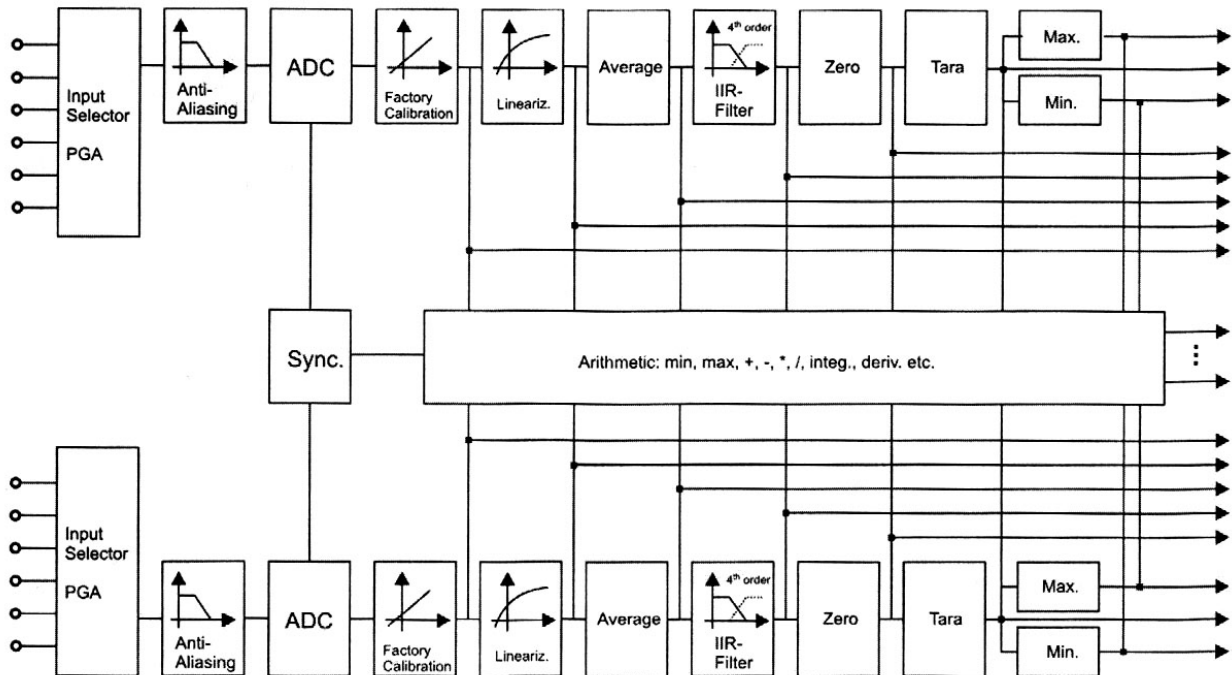 Input
Selector
PGA
Anti-
Aliasing
ADC
Factory
Calibration
Lineariz.
Average
4th order
IIR-
Filter
Zero
Tara
Max.
Min.
Sync.
Arithmetic: min, max, +, -, *, /, integ., deriv. etc.
Input
Selector
PGA
Anti-
Aliasing
ADC
Factory
Calibration
Lineariz.
Average
4th order
IIR-
Filter
Zero
Tara
Max.
Min.